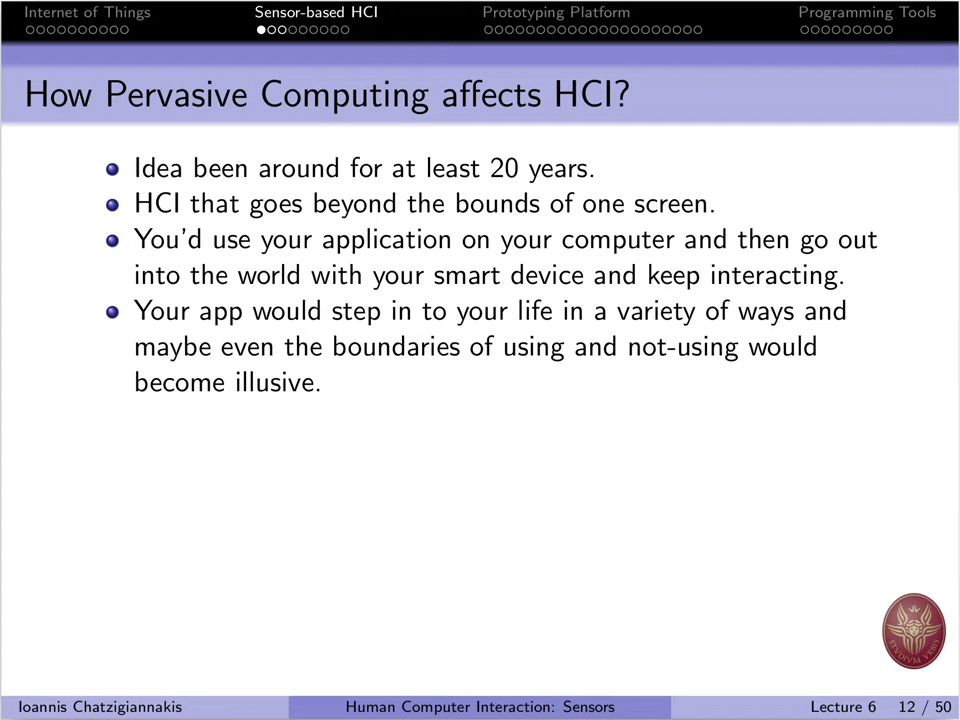 Internet of Things Sensor-based HCI Prototyping Platform Programming Tools
How Pervasive Computing affects HCI?
Idea been around for at least 20 years.
HCI that goes beyond the bounds of one screen.
You'd use your application on your computer and then go out
into the world with your smart device and keep interacting.
Your app would step in to your life in a variety of ways and
maybe even the boundaries of using and not-using would
become illusive.
STVDIVM VRBIS
Ioannis Chatzigiannakis Human Computer Interaction: Sensors Lecture 6 12 / 50